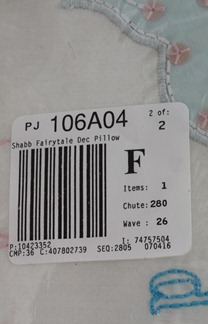 PJ 106A04 2 of: 2
Shabb Fairytale Dec Pillow
F
Items: 1
Chute: 280
Wave : 26
P:10423352 I: 74757504
CMP:36 C:407802739 SEQ:2805 070416
a